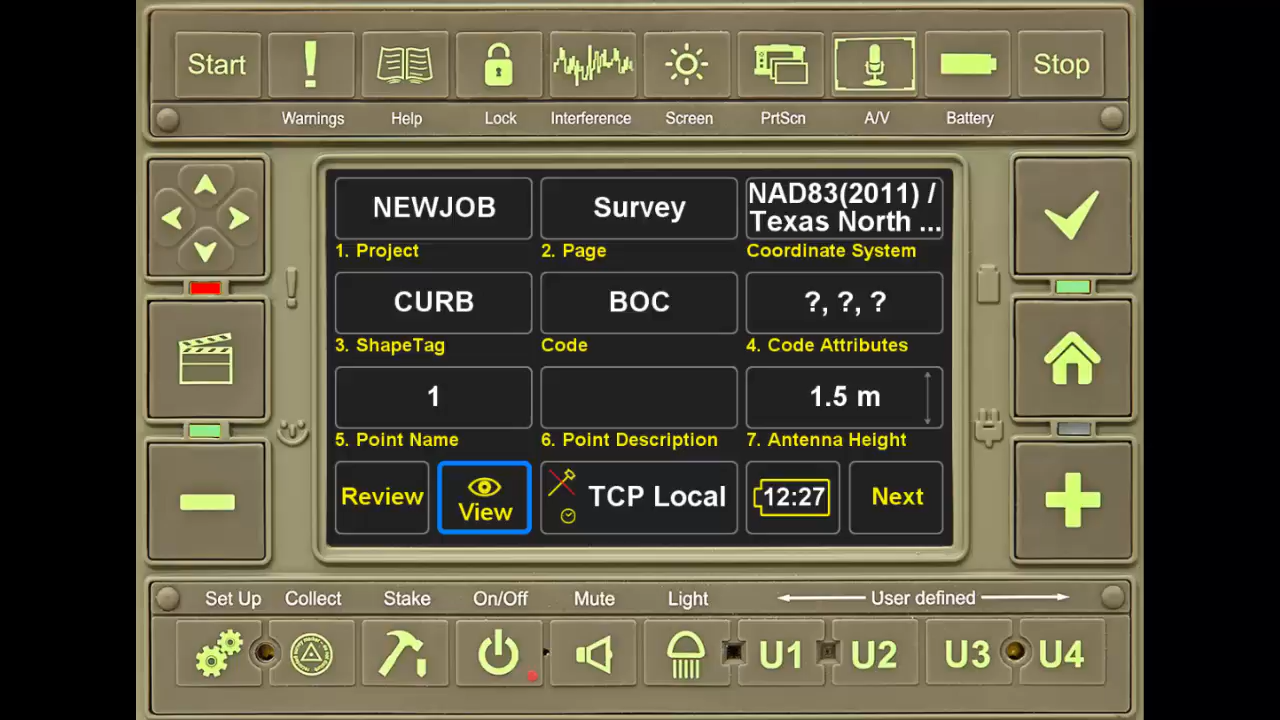 Start
Stop
Warnings Help Lock Interference Screen PrtScn A/V Battery
NEWJOB Survey NAD83(2011) /
Texas North ...
1. Project 2. Page Coordinate System
CURB BOC ?, ?, ?
3. ShapeTag Code 4. Code Attributes
1 1.5 m
5. Point Name 6. Point Description 7. Antenna Height
Review View TCP Local 12:27 Next
Set Up Collect Stake On/Off Mute Light User defined
U1 U2 U3 U4